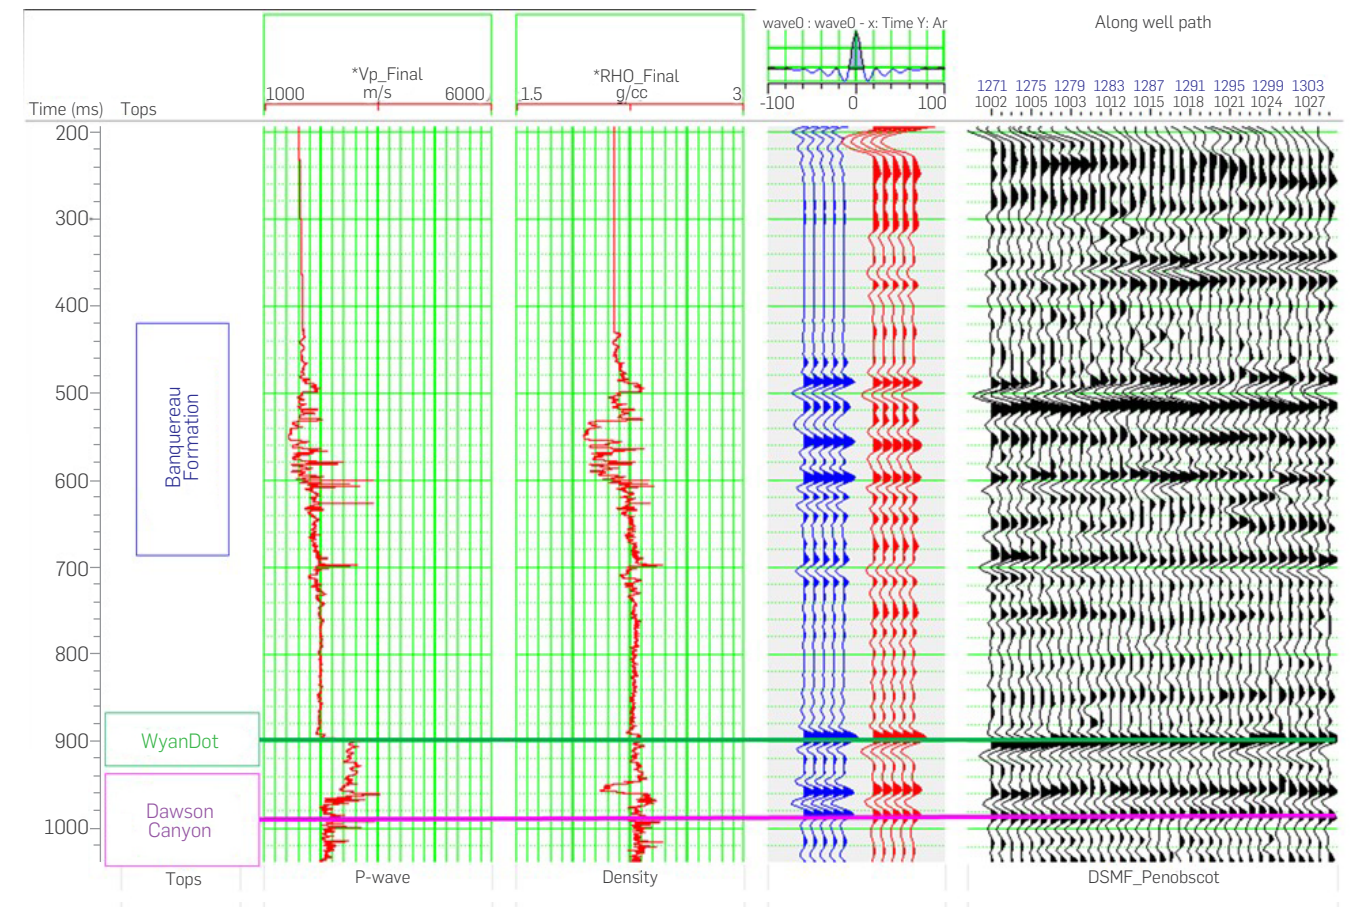 wave0 : wave0 - x: Time Y: Ar
Along well path
*Vp_Final
1000 m/s 6000
*RHO_Final
1.5 g/cc 3
-100 0 100
1271 1275 1279 1283 1287 1291 1295 1299 1303
1002 1005 1003 1012 1015 1018 1021 1024 1027
Time (ms) Tops
200
300
400
500
600
700
800
900
1000
Banquereau
Formation
WyanDot
Dawson
Canyon
Tops
P-wave
Density
DSMF_Penobscot